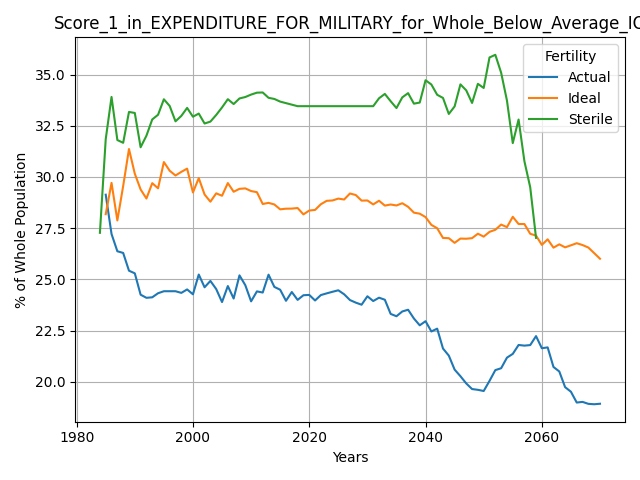 Score_1_in_EXPENDITURE_FOR_MILITARY_for_Whole_Below_Average_IC
Fertility
Actual
Ideal
Sterile
% of Whole Population
35.0
32.5
30.0
27.5
25.0
22.5
20.0
1980
2000
2020
2040
2060
Years